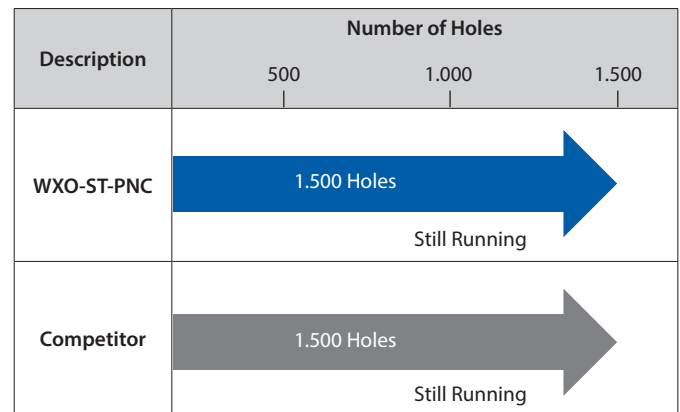 Description
Number of Holes
500 1.000 1.500
WXO-ST-PNC
1.500 Holes
Still Running
Competitor
1.500 Holes
Still Running